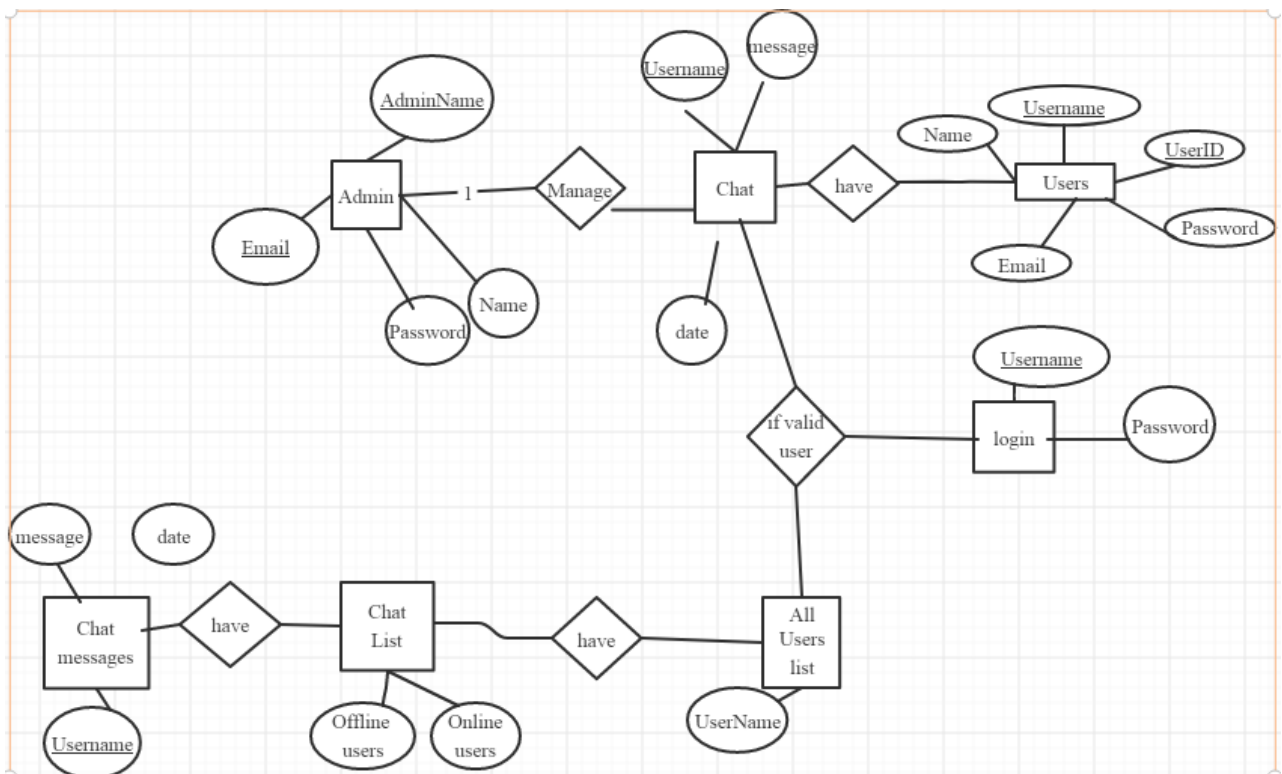 message
Username
AdminName
Username
Name
UserID
Admin
1
Manage
Chat
have
Users
Password
Email
Email
Name
Password
date
Username
if valid
user
login
Password
message
date
Chat
messages
have
Chat
List
have
All
Users
list
Username
Offline
users
Online
users
UserName